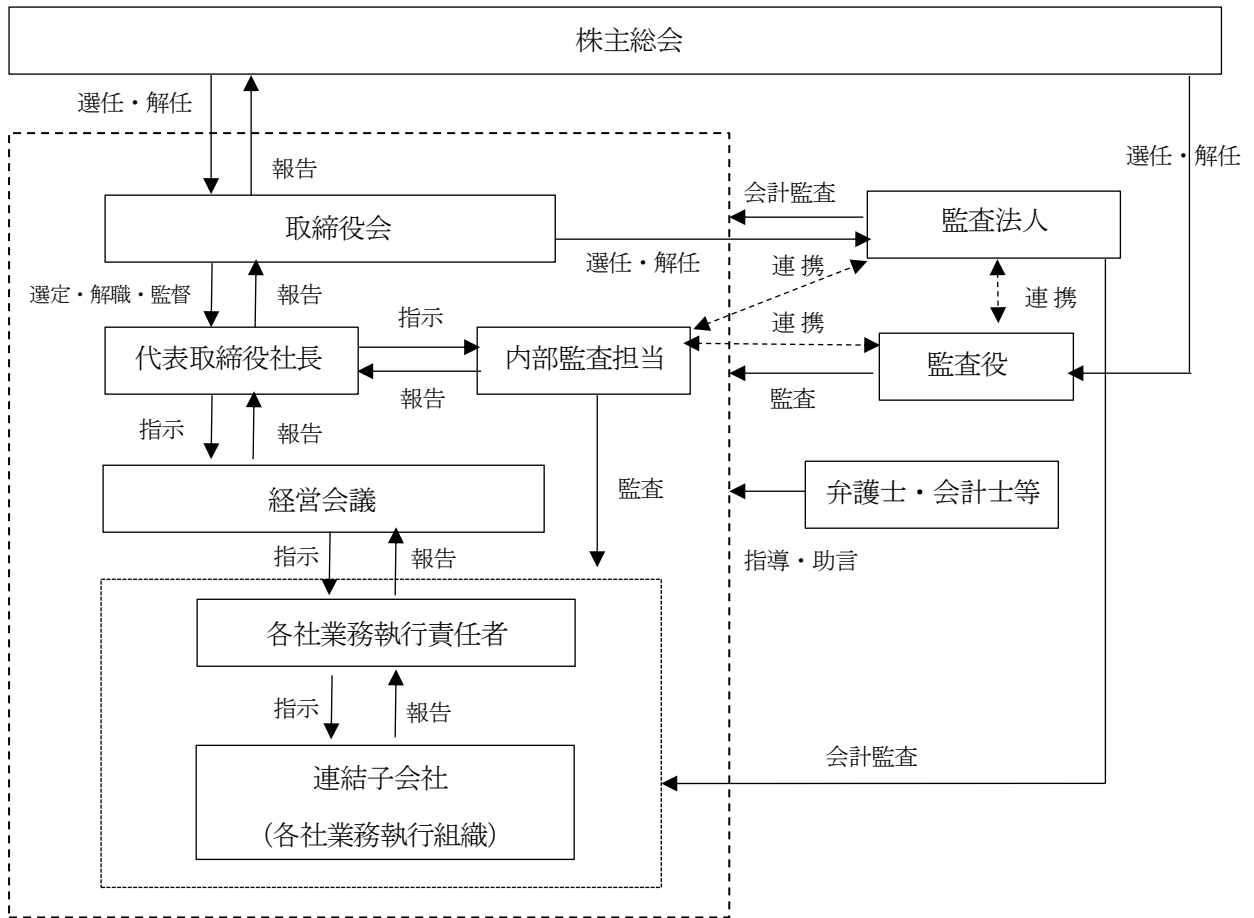 株主総会
選任・解任
報告
選任・解任
取締役会
会計監査
監査法人
選任・解任
連 携
連 携
選定・解職・監督
報告
指示
連 携
代表取締役社長
内部監査担当
監査役
報告
監査
指示
報告
経営会議
監査
弁護士・会計士等
指示
報告
指導・助言
各社業務執行責任者
指示
報告
会計監査
連結子会社
(各社業務執行組織)